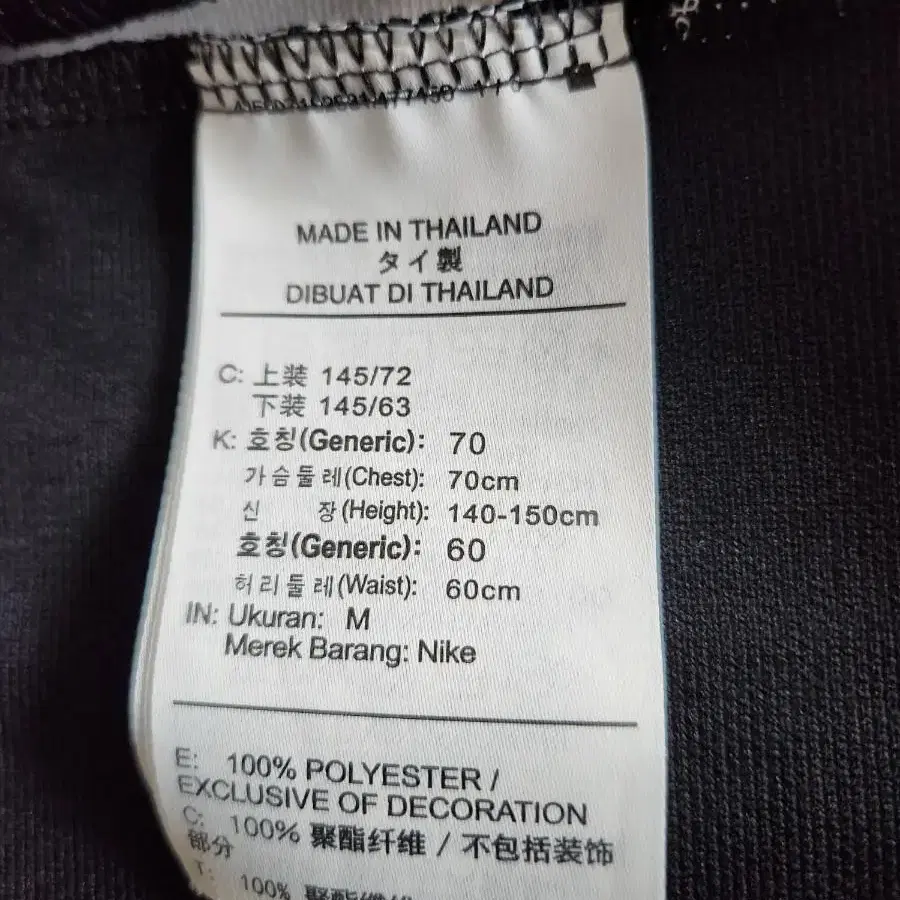 MADE IN THAILAND
タイ製
DIBUAT DI THAILAND
C: 上装 145/72
下装 145/63
K: 호칭(Generic): 70
가슴둘레(Chest): 70cm
신 장(Height): 140-150cm
호칭(Generic): 60
허리둘레(Waist): 60cm
IN: Ukuran: M
Merek Barang: Nike
E: 100% POLYESTER /
EXCLUSIVE OF DECORATION
C: 100% 聚酯纤维 / 不包括装饰
部分
T: 100%